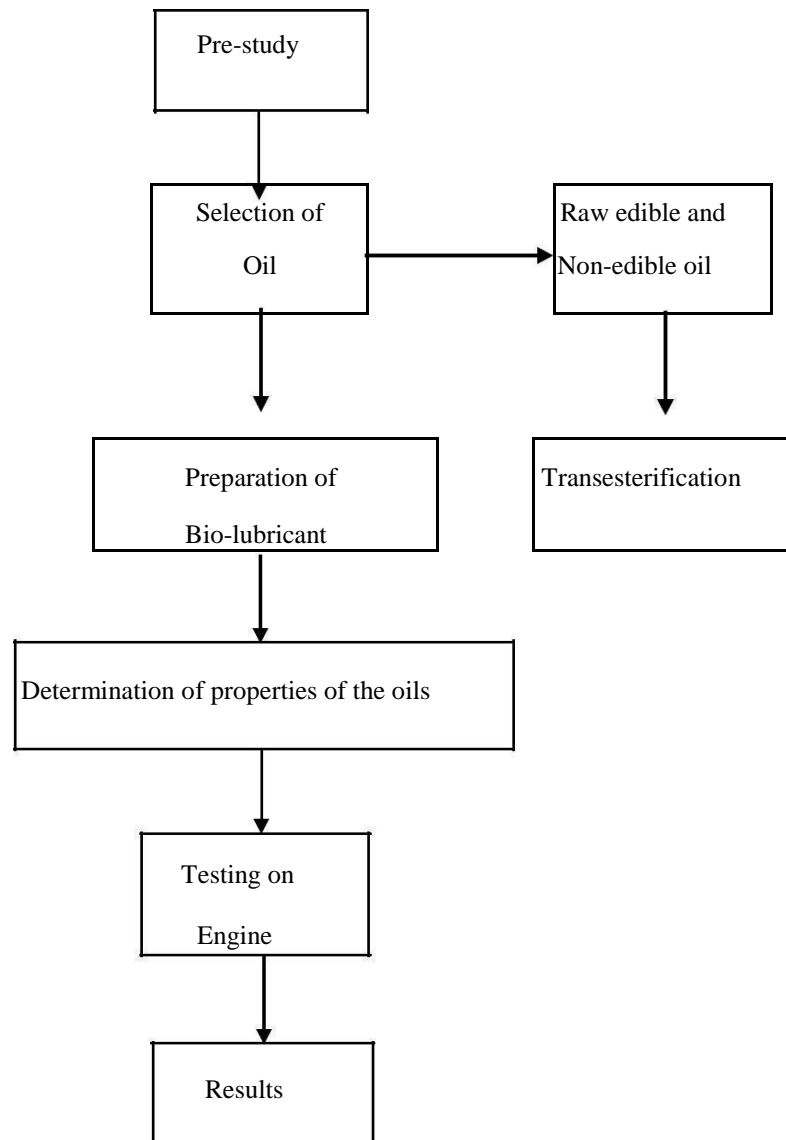 Pre-study
Selection of
Oil
Raw edible and
Non-edible oil
Preparation of
Bio-lubricant
Transesterification
Determination of properties of the oils
Testing on
Engine
Results